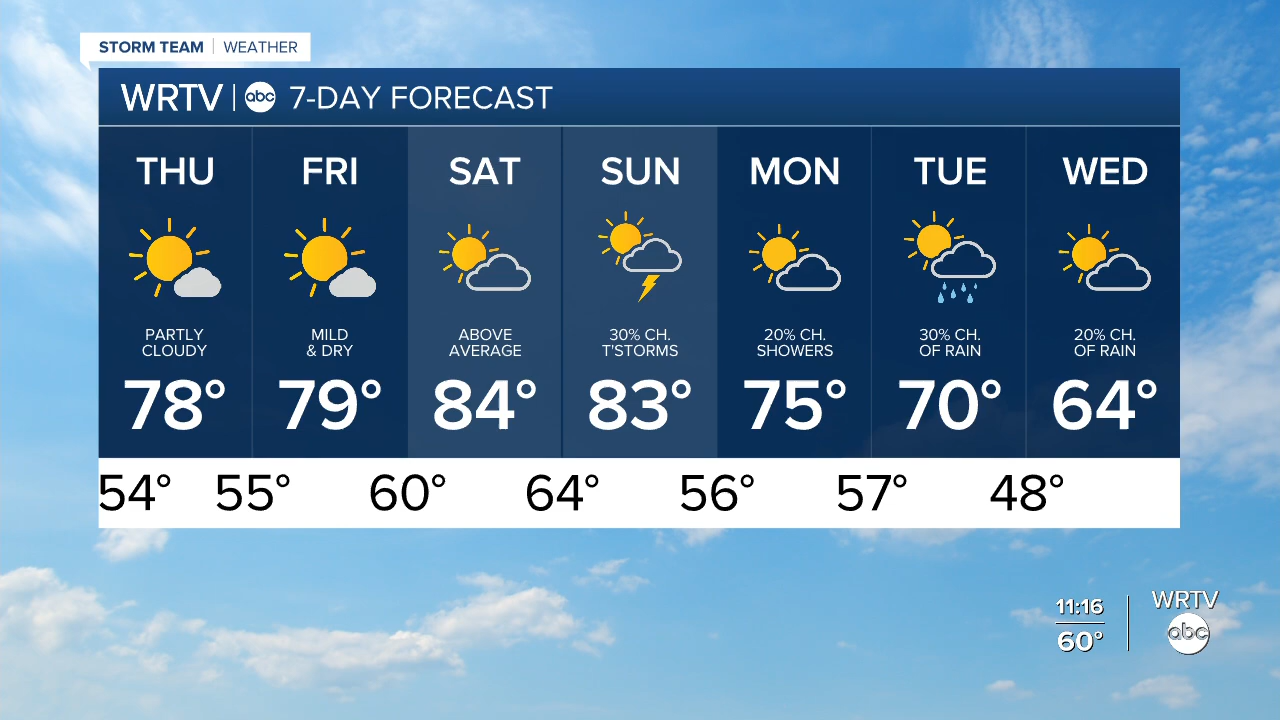 STORM TEAM | WEATHER
WRTV | abc 7-DAY FORECAST
THU FRI SAT SUN MON TUE WED
PARTLY CLOUDY
MILD & DRY
ABOVE AVERAGE
30% CH. T'STORMS
20% CH. SHOWERS
30% CH. OF RAIN
20% CH. OF RAIN
78° 79° 84° 83° 75° 70° 64°
54° 55° 60° 64° 56° 57° 48°
11:16
60°
WRTV
abc